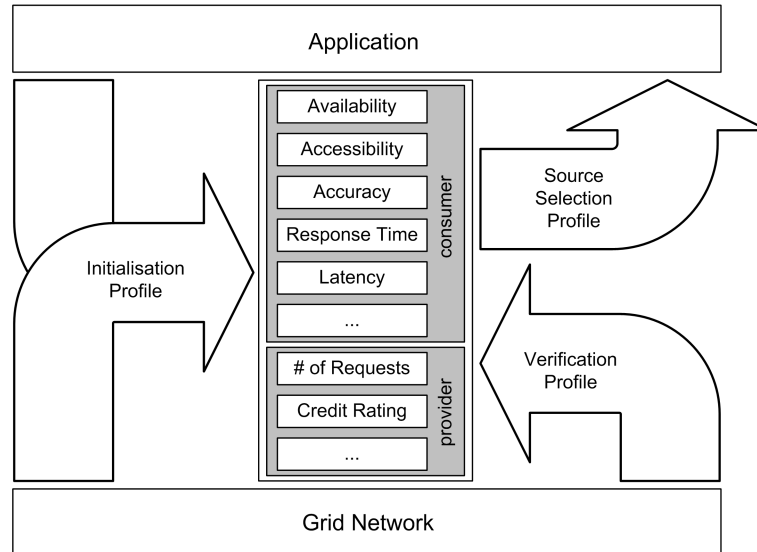 Application
Availability
Accessibility
Accuracy
Response Time
Latency
...
consumer
# of Requests
Credit Rating
...
provider
Initialisation
Profile
Source
Selection
Profile
Verification
Profile
Grid Network